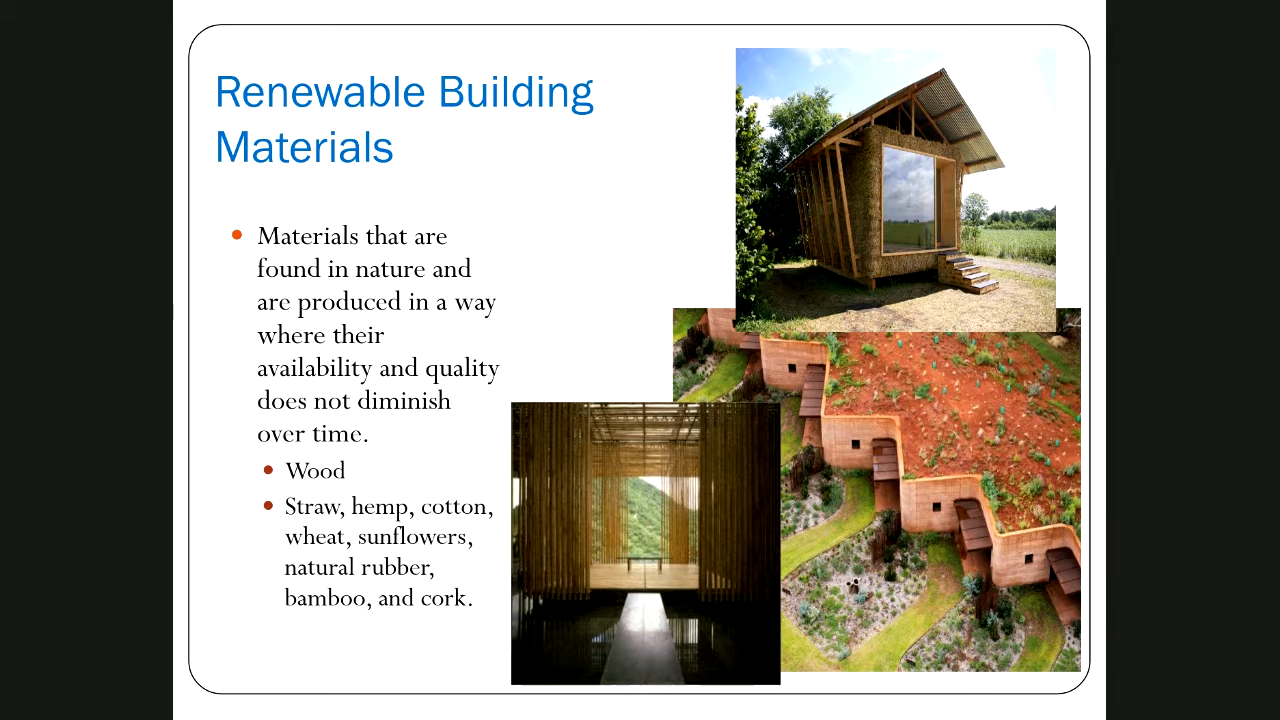 Renewable Building
Materials
Materials that are
found in nature and
are produced in a way
where their
availability and quality
does not diminish
over time.
Wood
Straw, hemp, cotton,
wheat, sunflowers,
natural rubber,
bamboo, and cork.